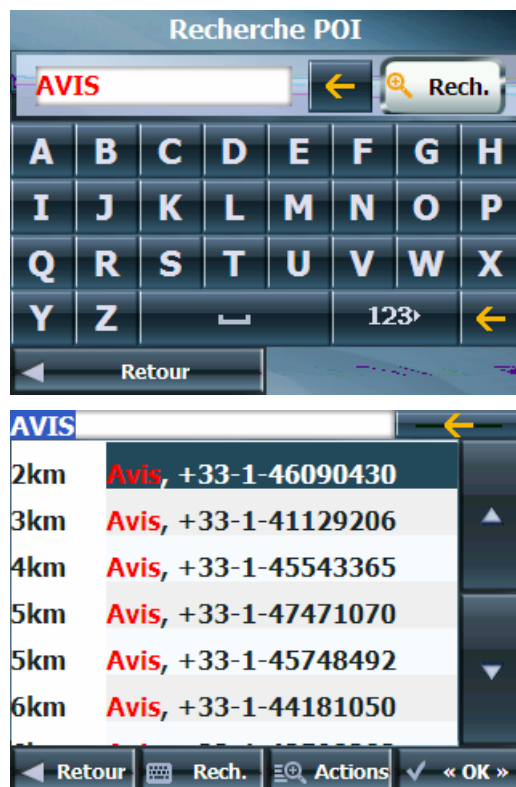 Recherche POI
AVIS Rech.
A B C D E F G H
I J K L M N O P
Q R S T U V W X
Y Z 123
Retour
AVIS
2km Avis, +33-1-46090430
3km Avis, +33-1-41129206
4km Avis, +33-1-45543365
5km Avis, +33-1-47471070
5km Avis, +33-1-45748492
6km Avis, +33-1-44181050
Retour Rech. Actions « OK »